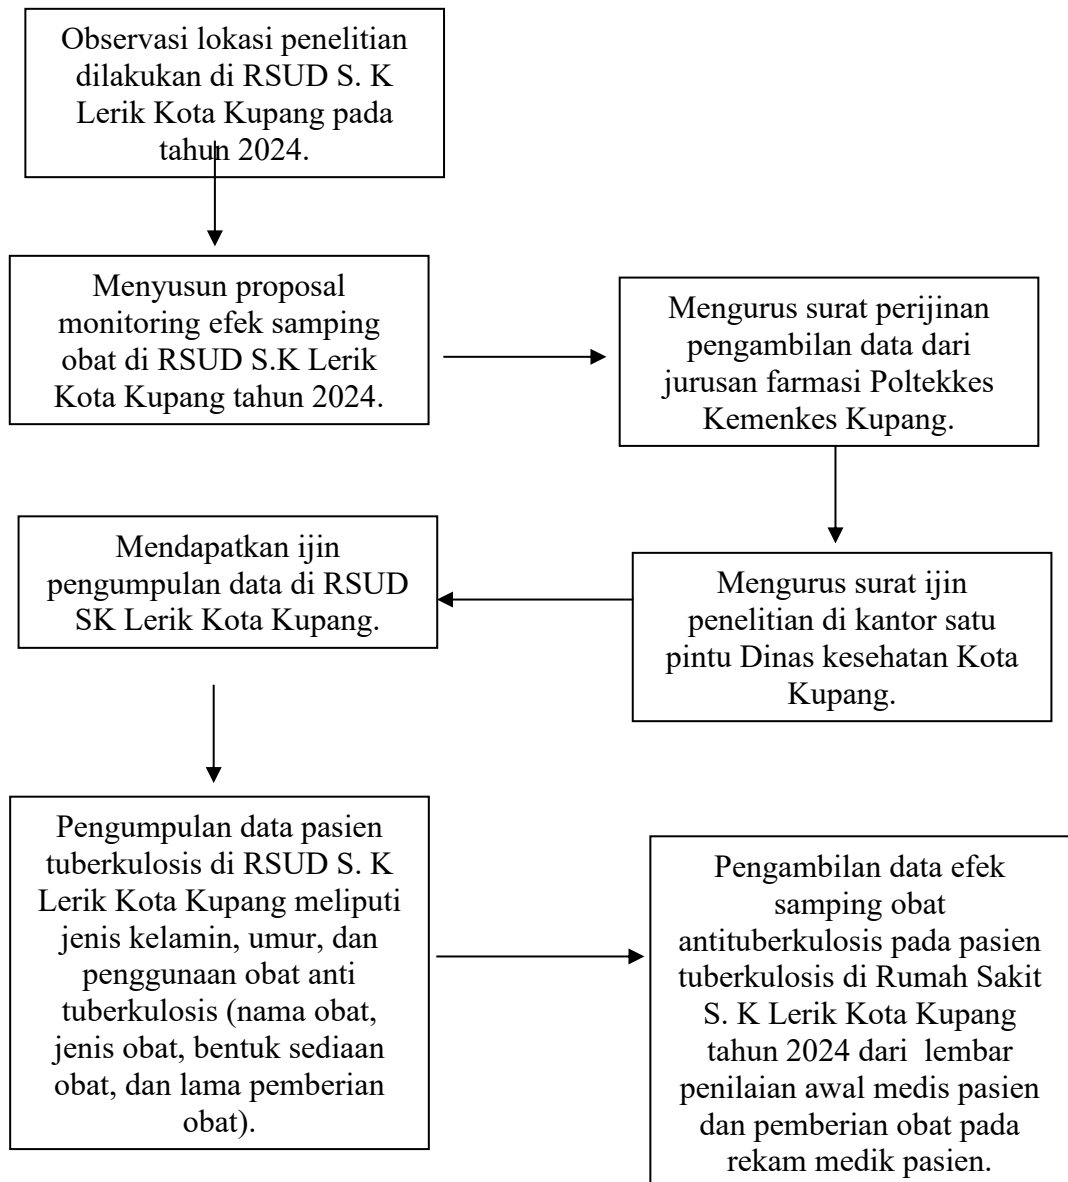 Observasi lokasi penelitian
dilakukan di RSUD S. K
Lerik Kota Kupang pada
tahun 2024.
Menyusun proposal
monitoring efek samping
obat di RSUD S.K Lerik
Kota Kupang tahun 2024.
Mengurus surat perijinan
pengambilan data dari
jurusan farmasi Poltekkes
Kemenkes Kupang.
Mengurus surat ijin
penelitian di kantor satu
pintu Dinas kesehatan Kota
Kupang.
Mendapatkan ijin
pengumpulan data di RSUD
SK Lerik Kota Kupang.
Pengumpulan data pasien
tuberkulosis di RSUD S. K
Lerik Kota Kupang meliputi
jenis kelamin, umur, dan
penggunaan obat anti
tuberkulosis (nama obat,
jenis obat, bentuk sediaan
obat, dan lama pemberian
obat).
Pengambilan data efek
samping obat
antituberkulosis pada pasien
tuberkulosis di Rumah Sakit
S. K Lerik Kota Kupang
tahun 2024 dari  lembar
penilaian awal medis pasien
dan pemberian obat pada
rekam medik pasien.